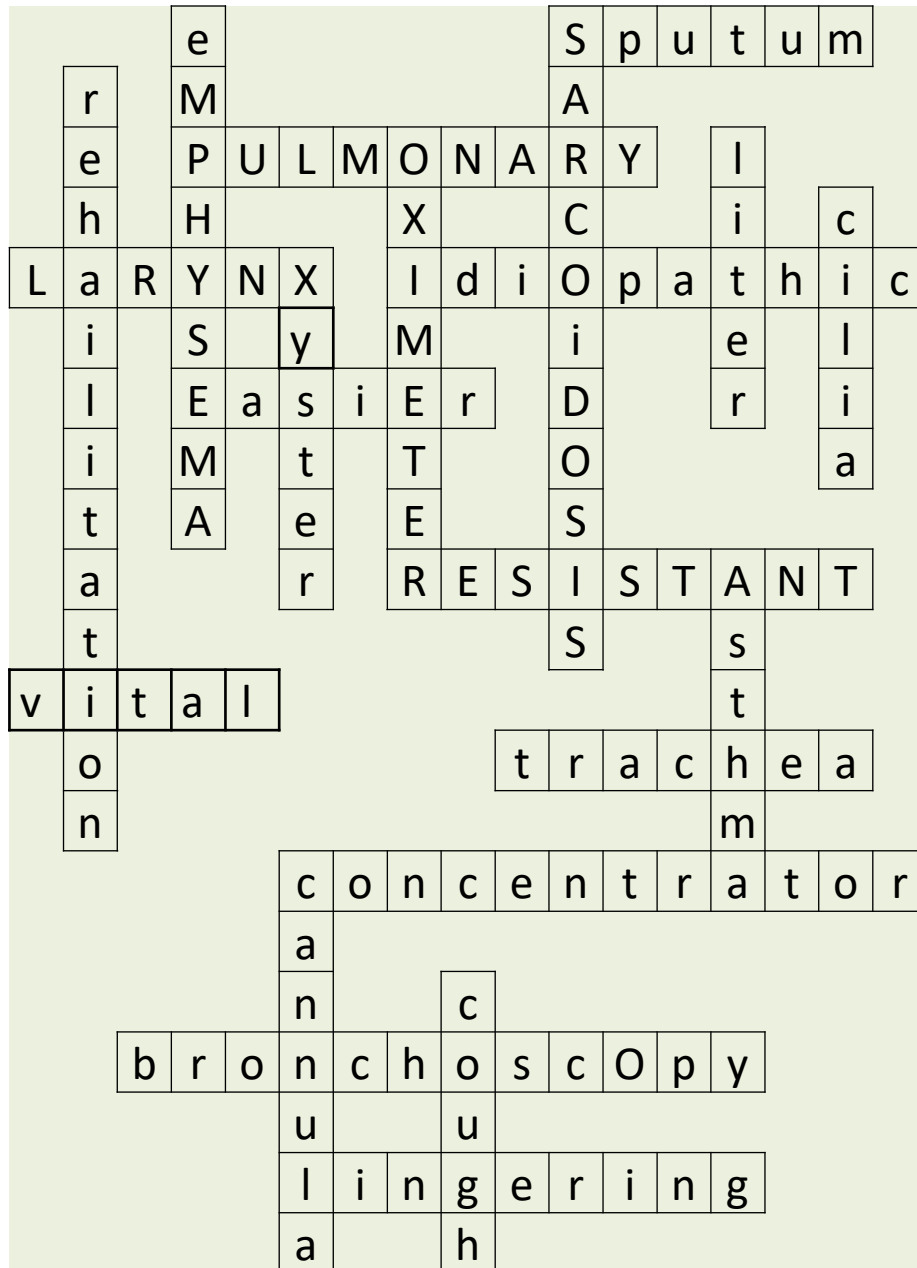 e S p u t u m
r M A
e P U L M O N A R Y l
h H X C i c
L a R Y N X I d i O p a t h i c
i S y M i e l
l E a s i E r D r i
i M t T O a
t A e E S
a r R E S I S T A N T
t S s
v i t a l t
o t r a c h e a
n m
c o n c e n t r a t o r
a
n c
b r o n c h o s c O p y
u u
l i n g e r i n g
a h